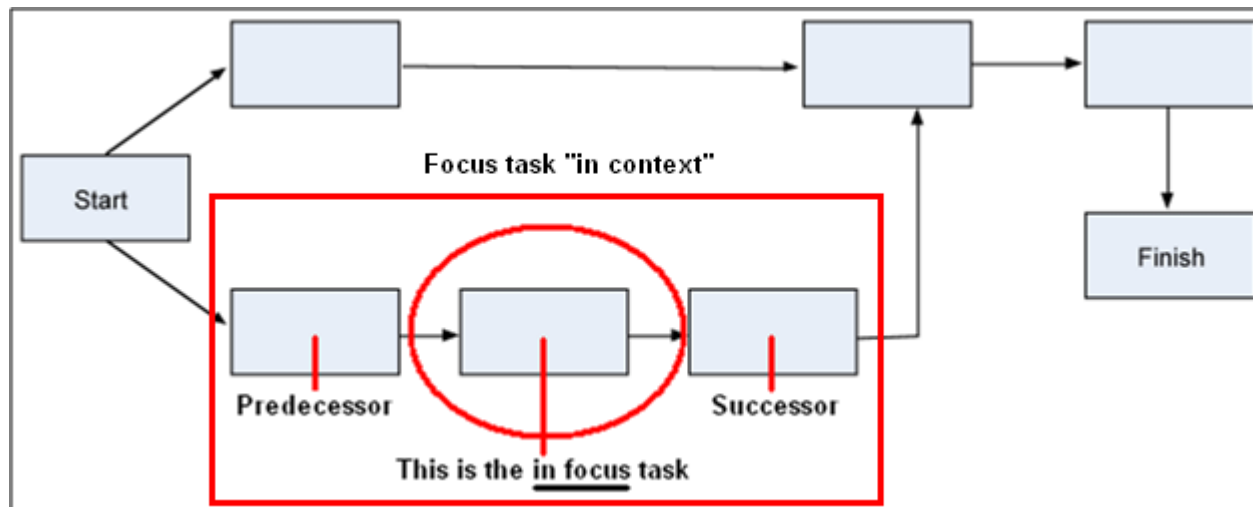 Focus task "in context"
Start
Finish
Predecessor
Successor
This is the in focus task